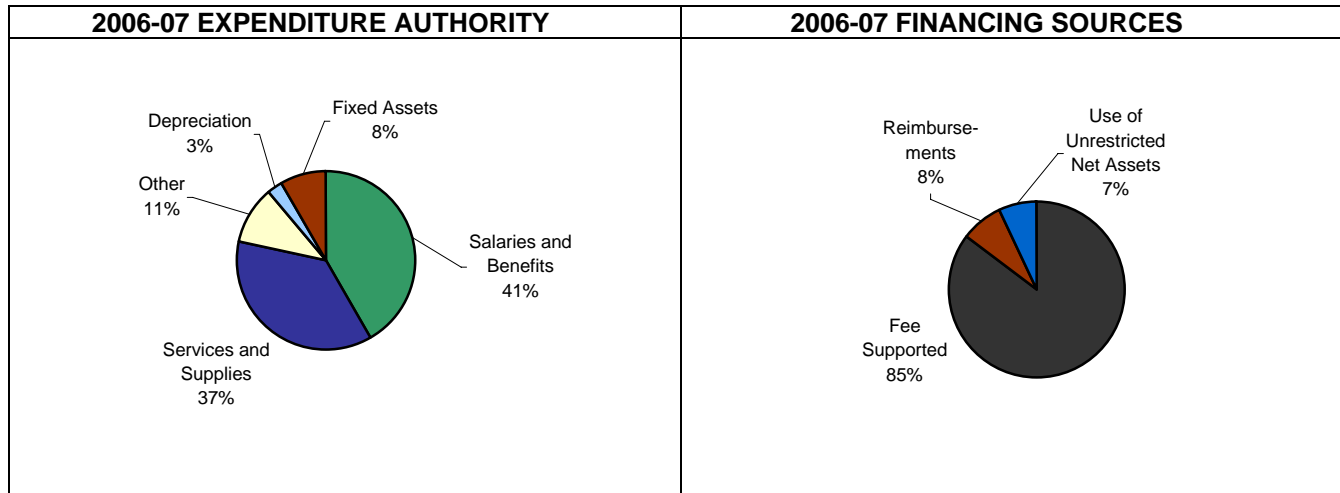 2006-07 EXPENDITURE AUTHORITY
Fixed Assets
8%
Depreciation
3%
Other
11%
Salaries and
Benefits
41%
Services and
Supplies
37%
2006-07 FINANCING SOURCES
Reimburse-
ments
8%
Use of
Unrestricted
Net Assets
7%
Fee
Supported
85%